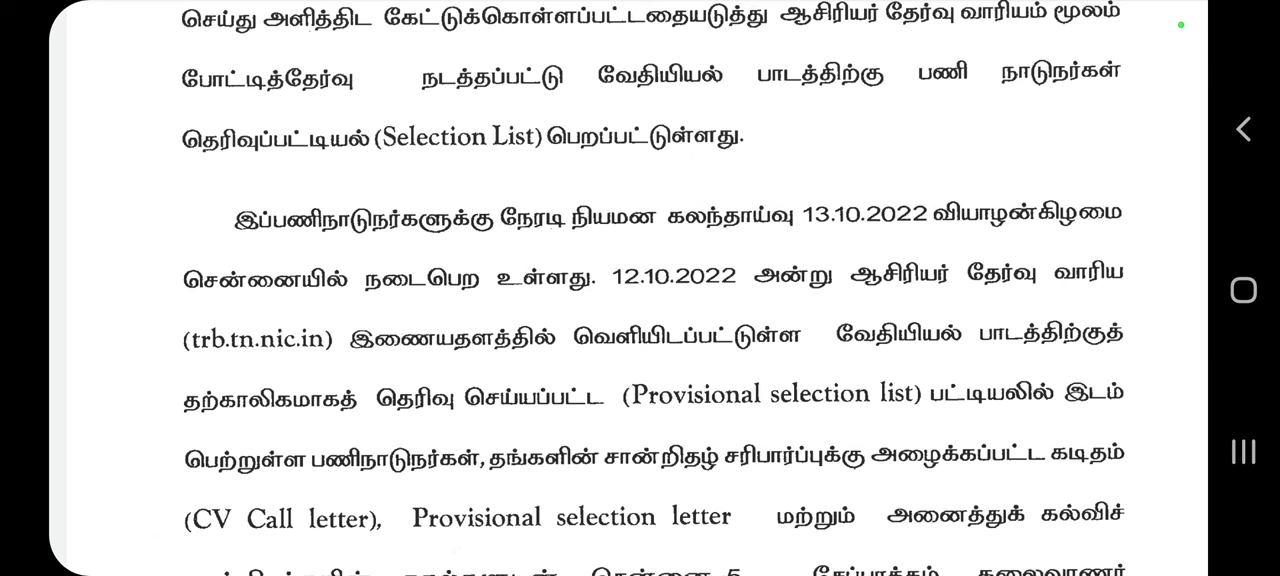 செய்து அளித்திட கேட்டுக்கொள்ளப்பட்டதையடுத்து ஆசிரியர் தேர்வு வாரியம் மூலம்
போட்டித்தேர்வு நடத்தப்பட்டு வேதியியல் பாடத்திற்கு பணி நாடுநர்கள்
தெரிவுப்பட்டியல் (Selection List) பெறப்பட்டுள்ளது.
இப்பணிநாடுநர்களுக்கு நேரடி நியமன கலந்தாய்வு 13.10.2022 வியாழன்கிழமை
சென்னையில் நடைபெற உள்ளது. 12.10.2022 அன்று ஆசிரியர் தேர்வு வாரிய
(trb.tn.nic.in) இணையதளத்தில் வெளியிடப்பட்டுள்ள வேதியியல் பாடத்திற்குத்
தற்காலிகமாகத் தெரிவு செய்யப்பட்ட (Provisional selection list) பட்டியலில் இடம்
பெற்றுள்ள பணிநாடுநர்கள், தங்களின் சான்றிதழ் சரிபார்ப்புக்கு அழைக்கப்பட்ட கடிதம்
(CV Call letter), Provisional selection letter மற்றும் அனைத்துக் கல்விச்